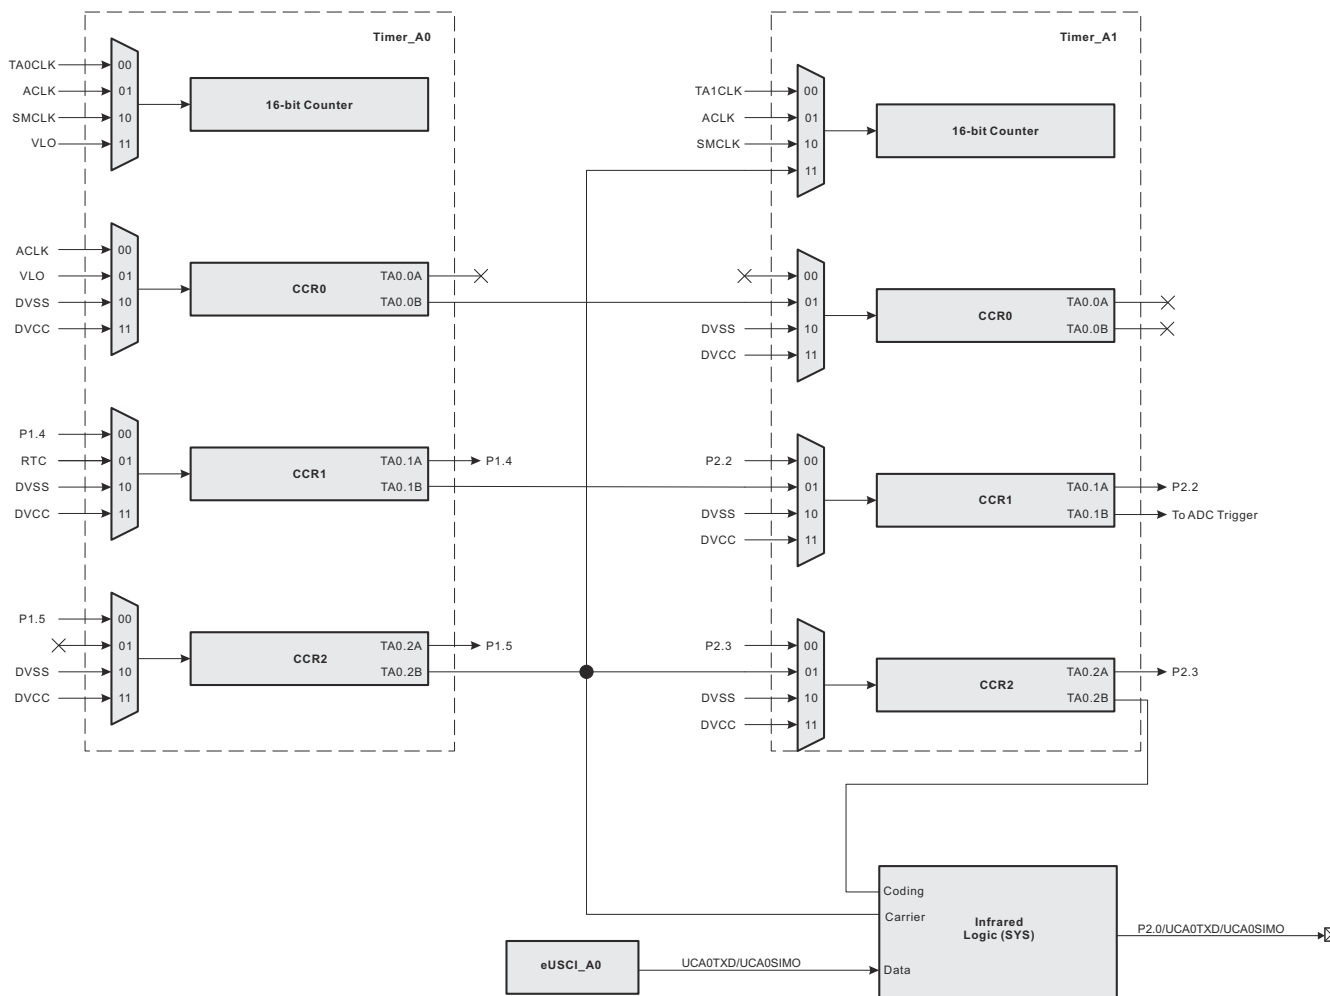 Timer_A0
TA0CLK
00
ACLK
01
SMCLK
10
VLO
11
16-bit Counter
ACLK
00
VLO
01
DVSS
10
DVCC
11
CCR0
TA0.0A
TA0.0B
P1.4
00
RTC
01
DVSS
10
DVCC
11
CCR1
TA0.1A
P1.4
TA0.1B
P1.5
00
01
DVSS
10
DVCC
11
CCR2
TA0.2A
P1.5
TA0.2B
Timer_A1
TA1CLK
00
ACLK
01
SMCLK
10
11
16-bit Counter
00
01
DVSS
10
DVCC
11
CCR0
TA0.0A
TA0.0B
P2.2
00
01
DVSS
10
DVCC
11
CCR1
TA0.1A
P2.2
TA0.1B
To ADC Trigger
P2.3
00
01
DVSS
10
DVCC
11
CCR2
TA0.2A
P2.3
TA0.2B
Coding
Carrier
Data
Infrared
Logic (SYS)
P2.0/UCA0TXD/UCA0SIMO
eUSCI_A0
UCA0TXD/UCA0SIMO